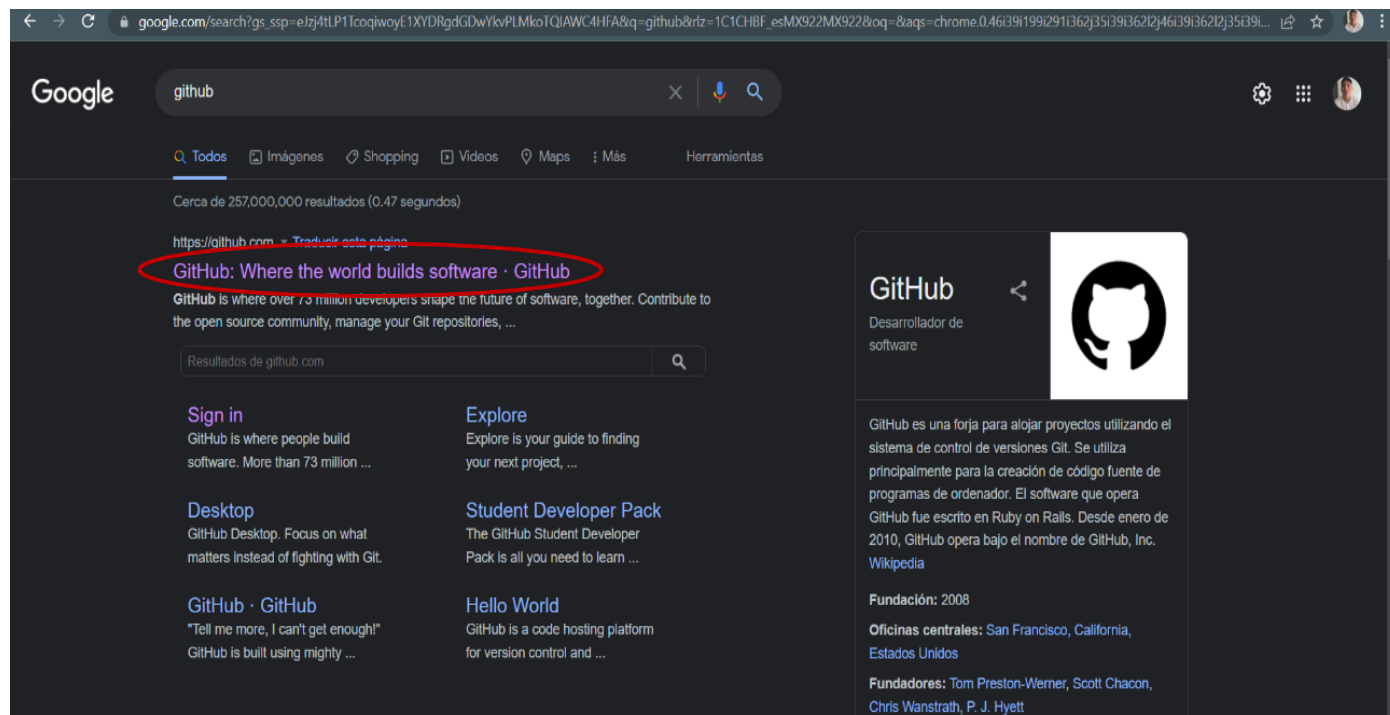 google.com/search?gs_ssp=eJzj4tLP1TcoqiwoyE1XYDRgdGDwYkvPLMkoTQIAWC4HFA&q=github&rlz=1C1CHBF_esMX922MX922&oq=&aqs=chrome.0.46i39i199i291i362j35i39i362l2j46i39i362l2j35i39i...
Google
github
Todos Imágenes Shopping Videos Maps Más Herramientas
Cerca de 257,000,000 resultados (0.47 segundos)
https://github.com Traducir esta página
GitHub: Where the world builds software · GitHub
GitHub is where over 73 million developers shape the future of software, together. Contribute to
the open source community, manage your Git repositories, ...
Resultados de github.com
Sign in
GitHub is where people build
software. More than 73 million ...
Explore
Explore is your guide to finding
your next project, ...
Desktop
GitHub Desktop. Focus on what
matters instead of fighting with Git.
Student Developer Pack
The GitHub Student Developer
Pack is all you need to learn ...
GitHub · GitHub
"Tell me more, I can't get enough!"
GitHub is built using mighty ...
Hello World
GitHub is a code hosting platform
for version control and ...
GitHub
Desarrollador de
software
GitHub es una forja para alojar proyectos utilizando el
sistema de control de versiones Git. Se utiliza
principalmente para la creación de código fuente de
programas de ordenador. El software que opera
GitHub fue escrito en Ruby on Rails. Desde enero de
2010, GitHub opera bajo el nombre de GitHub, Inc.
Wikipedia
Fundación: 2008
Oficinas centrales: San Francisco, California,
Estados Unidos
Fundadores: Tom Preston-Werner, Scott Chacon,
Chris Wanstrath, P. J. Hyett